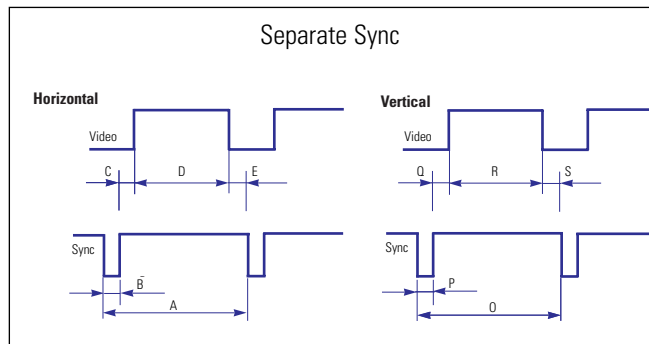 Separate Sync
Horizontal
Vertical
Video
Video
C D E
Q R S
Sync
Sync
B
P
A
O